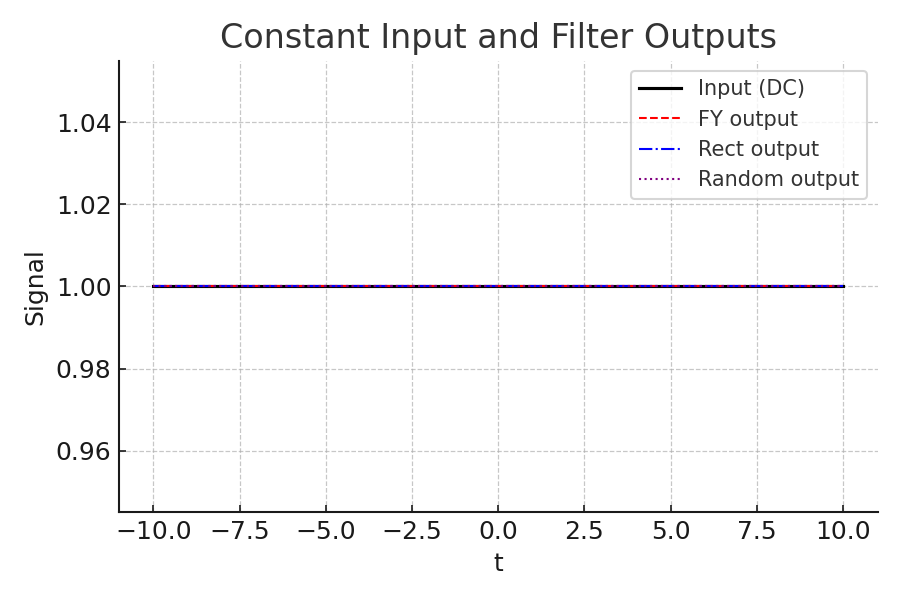 Constant Input and Filter Outputs
Input (DC)
FY output
Rect output
Random output
1.04
1.02
1.00
0.98
0.96
Signal
−10.0 −7.5 −5.0 −2.5 0.0 2.5 5.0 7.5 10.0
t